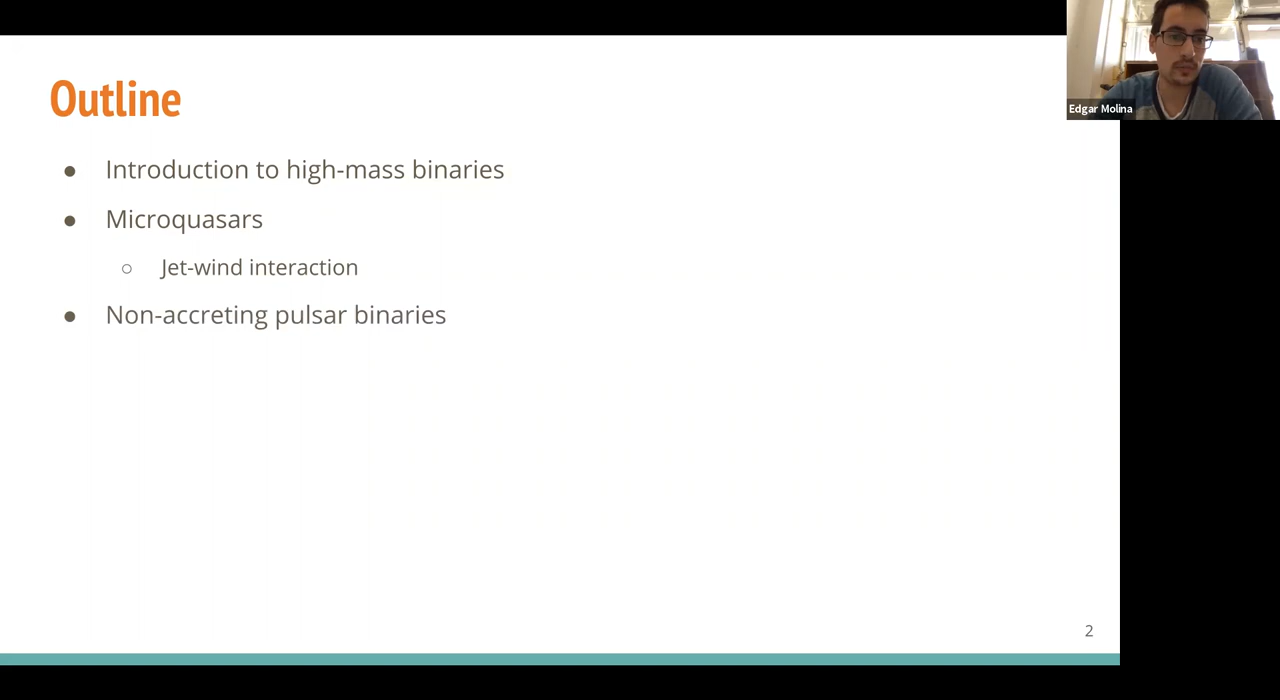 Outline
● Introduction to high-mass binaries
● Microquasars
○ Jet-wind interaction
● Non-accreting pulsar binaries
2
Edgar Molina